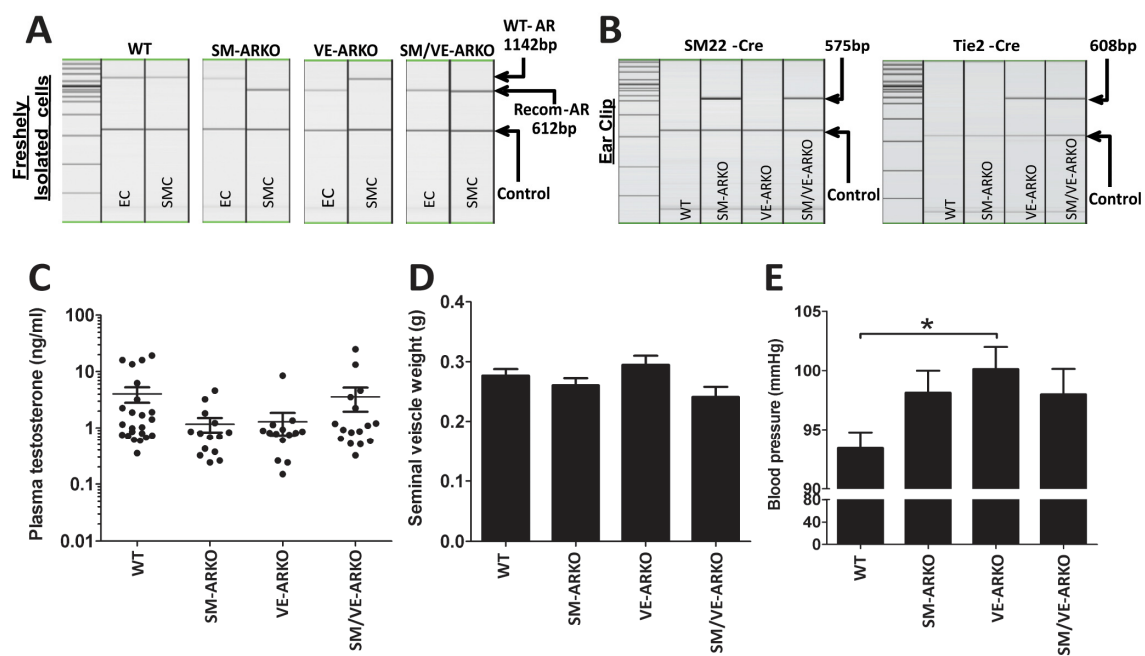 A
WT
SM-ARKO
VE-ARKO
SM/VE-ARKO
WT- AR
1142bp
Recom-AR
612bp
Control
Freshely
Isolated cells
EC
SMC
EC
SMC
EC
SMC
EC
SMC
B
SM22 -Cre
575bp
Tie2 -Cre
608bp
Ear Clip
WT
SM-ARKO
VE-ARKO
SM/VE-ARKO
Control
WT
SM-ARKO
VE-ARKO
SM/VE-ARKO
Control
C
Plasma testosterone (ng/ml)
100
10
1
0.1
0.01
WT
SM-ARKO
VE-ARKO
SM/VE-ARKO
D
Seminal veiscle weight (g)
0.4
0.3
0.2
0.1
0.0
WT
SM-ARKO
VE-ARKO
SM/VE-ARKO
E
Blood pressure (mmHg)
105
100
95
90
80
40
0
*
WT
SM-ARKO
VE-ARKO
SM/VE-ARKO